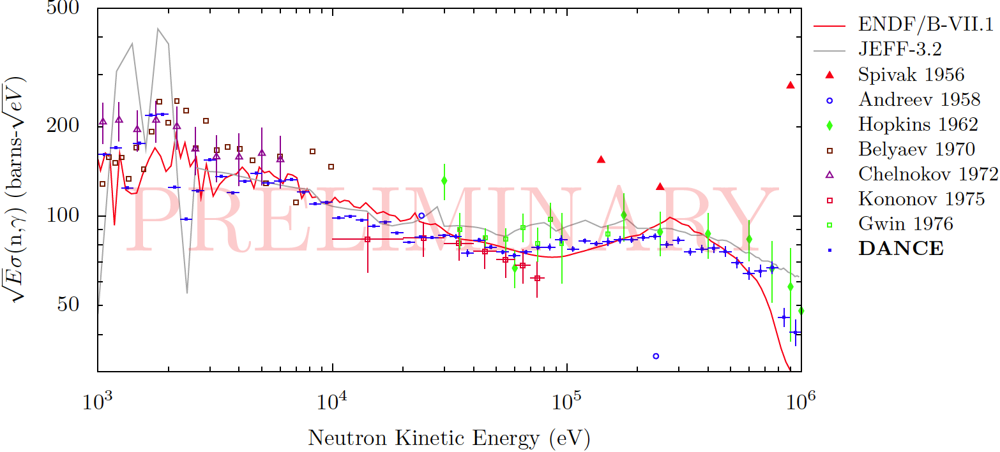 500
200
100
50
√Eσ(n,γ) (barns-√eV)
PRELIMINARY
10³ 10⁴ 10⁵ 10⁶
Neutron Kinetic Energy (eV)
ENDF/B-VII.1
JEFF-3.2
Spivak 1956
Andreev 1958
Hopkins 1962
Belyaev 1970
Chelnokov 1972
Kononov 1975
Gwin 1976
DANCE